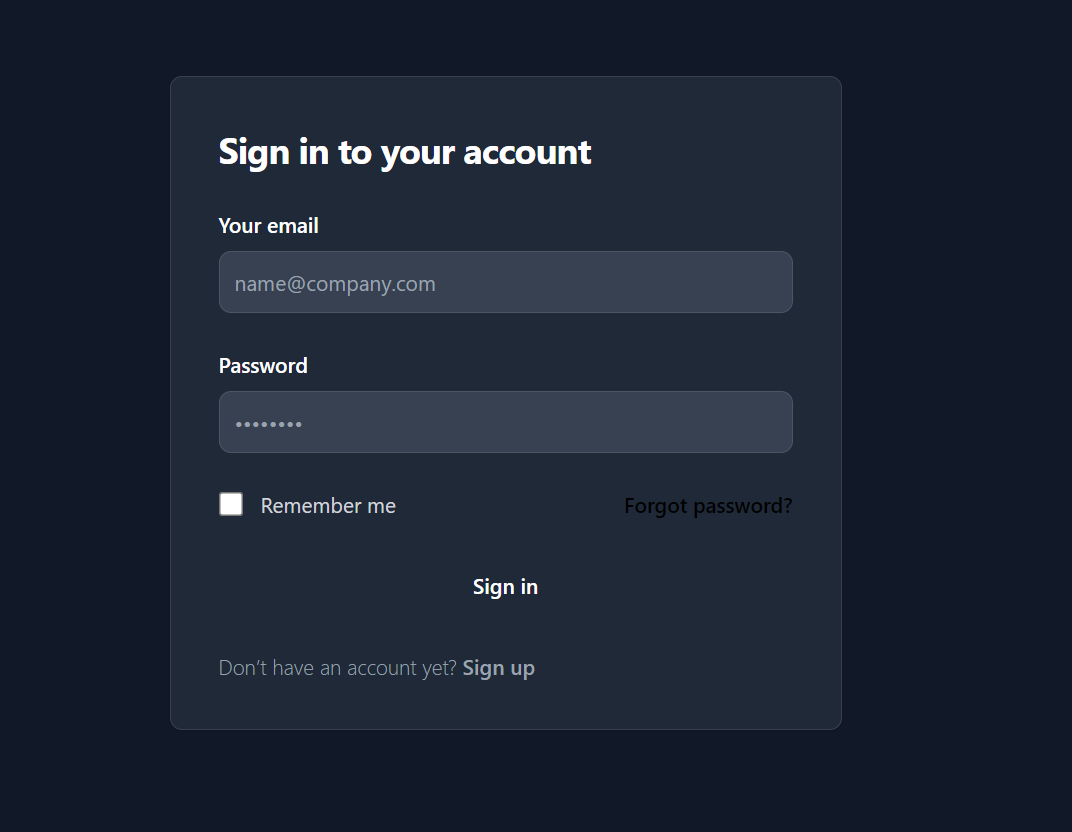 Sign in to your account
Your email
name@company.com
Password
••••••••
Remember me
Forgot password?
Sign in
Don’t have an account yet? Sign up